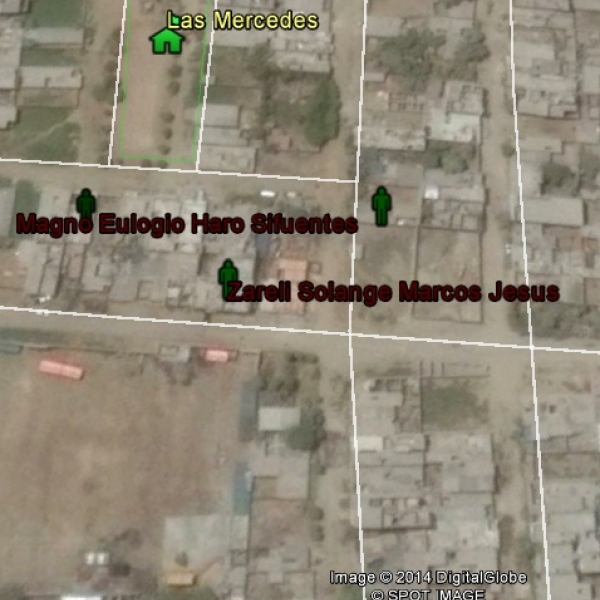 Las Mercedes
Magno Eulogio Haro Sifuentes
Zareli Solange Marcos Jesus
Image © 2014 DigitalGlobe
© SPOT IMAGE